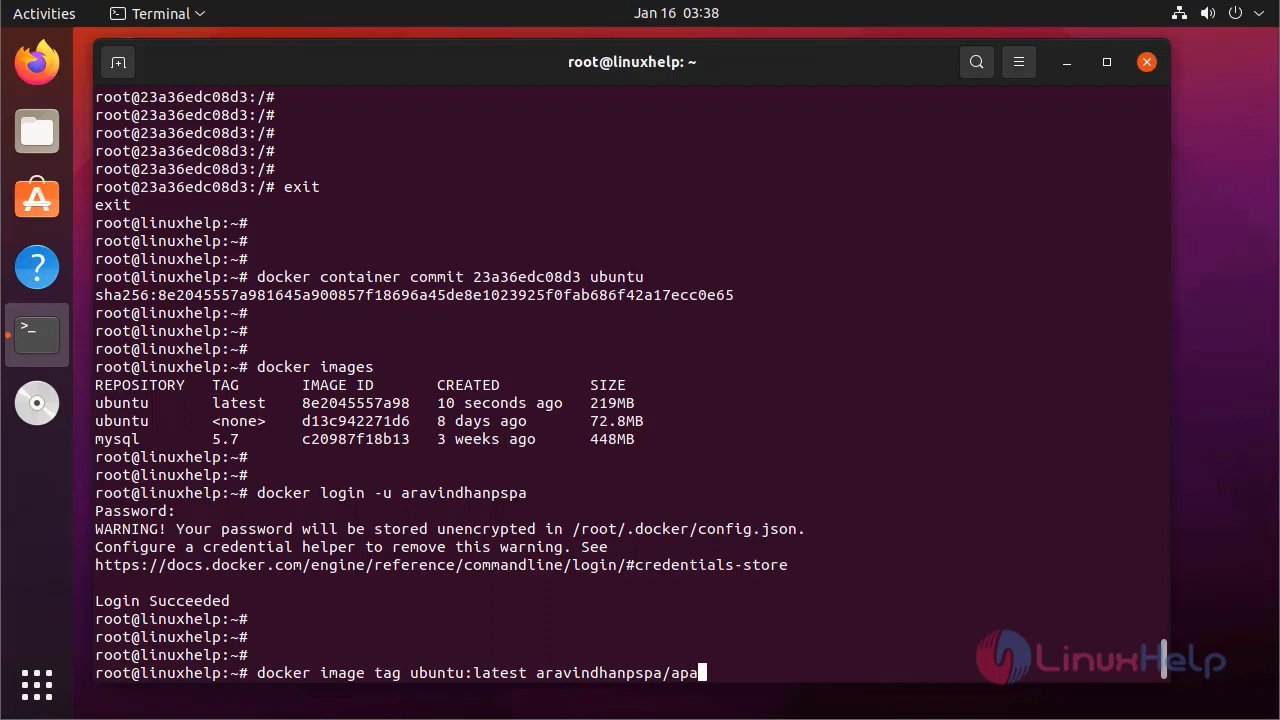 Activities Terminal Jan 16 03:38
root@linuxhelp: ~
root@23a36edc08d3:/#
root@23a36edc08d3:/#
root@23a36edc08d3:/#
root@23a36edc08d3:/#
root@23a36edc08d3:/#
root@23a36edc08d3:/# exit
exit
root@linuxhelp:~#
root@linuxhelp:~#
root@linuxhelp:~#
root@linuxhelp:~# docker container commit 23a36edc08d3 ubuntu
sha256:8e2045557a981645a900857f18696a45de8e1023925f0fab686f42a17ecc0e65
root@linuxhelp:~#
root@linuxhelp:~#
root@linuxhelp:~#
root@linuxhelp:~# docker images
REPOSITORY TAG IMAGE ID CREATED SIZE
ubuntu latest 8e2045557a98 10 seconds ago 219MB
ubuntu <none> d13c942271d6 8 days ago 72.8MB
mysql 5.7 c20987f18b13 3 weeks ago 448MB
root@linuxhelp:~#
root@linuxhelp:~#
root@linuxhelp:~# docker login -u aravindhanpspa
Password:
WARNING! Your password will be stored unencrypted in /root/.docker/config.json.
Configure a credential helper to remove this warning. See
https://docs.docker.com/engine/reference/commandline/login/#credentials-store
Login Succeeded
root@linuxhelp:~#
root@linuxhelp:~#
root@linuxhelp:~#
root@linuxhelp:~# docker image tag ubuntu:latest aravindhanpspa/apa
LinuxHelp